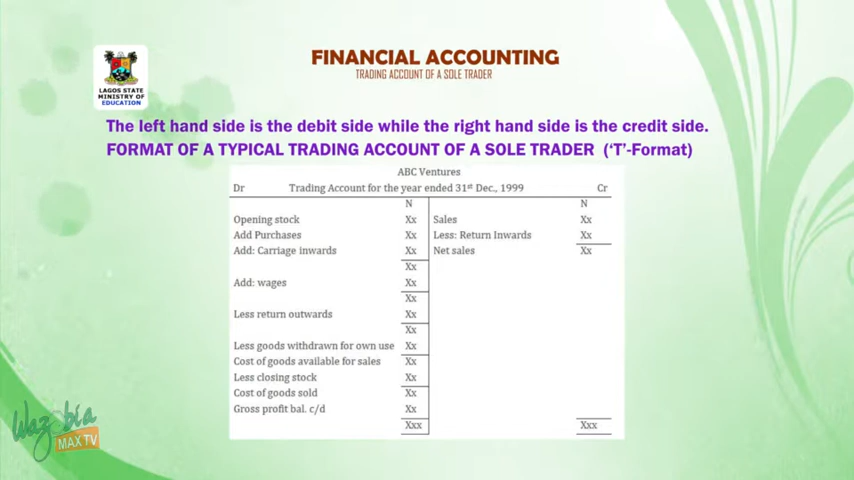 FINANCIAL ACCOUNTING
TRADING ACCOUNT OF A SOLE TRADER
LAGOS STATE
MINISTRY OF
EDUCATION
The left hand side is the debit side while the right hand side is the credit side.
FORMAT OF A TYPICAL TRADING ACCOUNT OF A SOLE TRADER ('T'-Format)
ABC Ventures
Dr Trading Account for the year ended 31st Dec., 1999 Cr
N N
Opening stock Xx Sales Xx
Add Purchases Xx Less: Return Inwards Xx
Add: Carriage inwards Xx Net sales Xx
Xx
Add: wages Xx
Xx
Less return outwards Xx
Xx
Less goods withdrawn for own use Xx
Cost of goods available for sales Xx
Less closing stock Xx
Cost of goods sold Xx
Gross profit bal. c/d Xx
Xxx Xxx
Wazobia
MAX TV